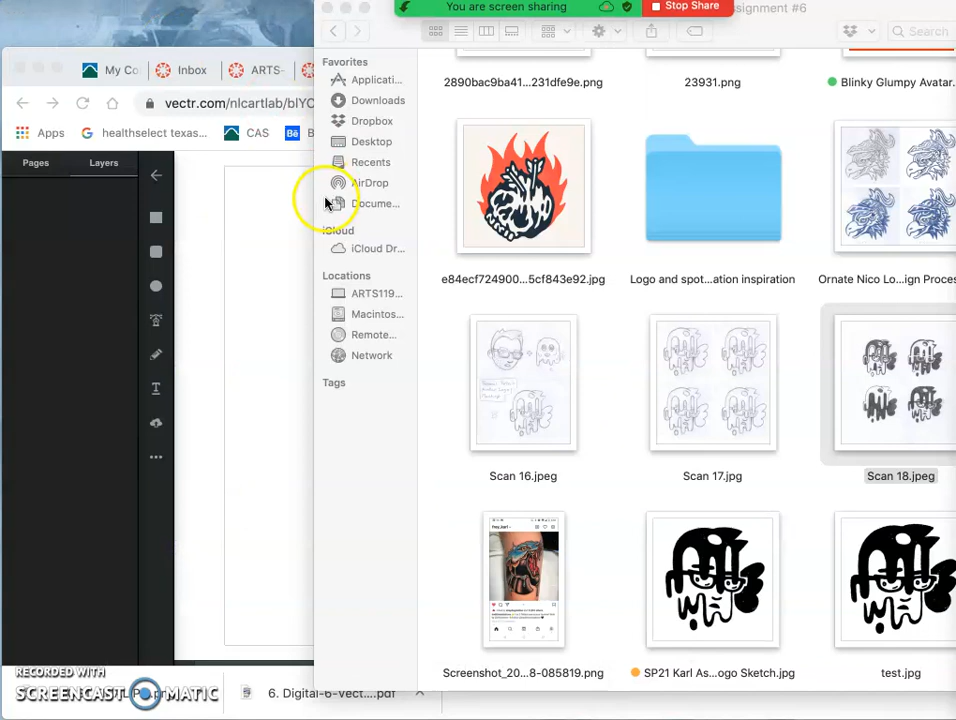 You are screen sharing
Stop Share
ssignment #6
Search
My Co
Inbox
ARTS-
vectr.com/nlcartlab/blYC
Apps
healthselect texas...
CAS
Pages
Layers
Favorites
Applicati...
Downloads
Dropbox
Desktop
Recents
AirDrop
Docume...
iCloud
iCloud Dr...
Locations
ARTS119...
Macintos...
Remote...
Network
Tags
2890bac9ba41...231dfe9e.png
23931.png
Blinky Glumpy Avatar.
e84ecf724900...5cf843e92.jpg
Logo and spot...ation inspiration
Ornate Nico Lo...ign Proces
Scan 16.jpeg
Scan 17.jpg
Scan 18.jpeg
Screenshot_20...8-085819.png
SP21 Karl As...ogo Sketch.jpg
test.jpg
RECORDED WITH
SCREENCAST MATIC
6. Digital-6-Vect....pdf